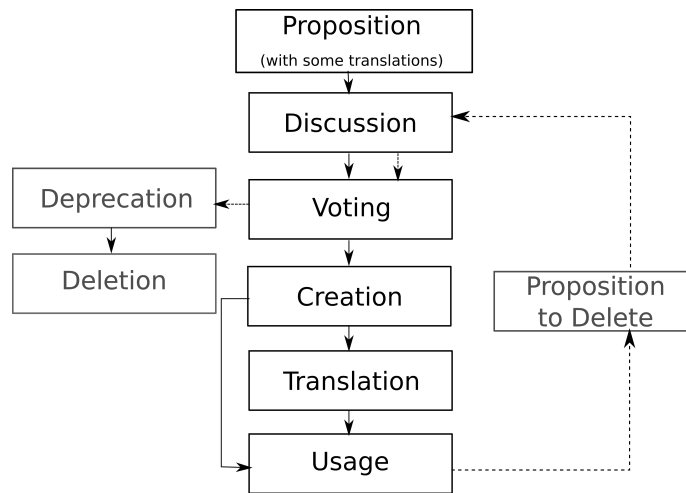 Proposition
(with some translations)
Discussion
Deprecation
Voting
Deletion
Creation
Proposition
to Delete
Translation
Usage